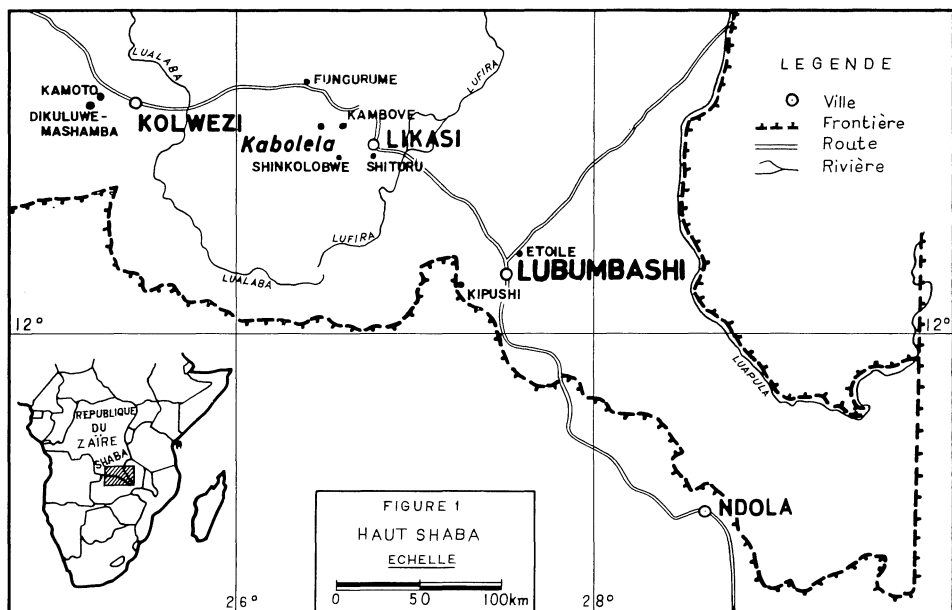 LUALABA
LUFIRA
FUNGURUME
KAMOTO
DIKULUWE-
MASHAMBA
KOLWEZI
KAMBOVE
Kaboleia
LIKASI
SHINKOLOBWE
SHITURU
LUFIRA
LUALABA
ETOILE
LUBUMBASHI
KIPUSHI
LEGENDE
Ville
Frontière
Route
Rivière
12°
12°
LUAPULA
REPUBLIQUE
DU
ZAÏRE
SHABA
NDOLA
FIGURE 1
HAUT SHABA
ECHELLE
0 50 100km
26°
28°